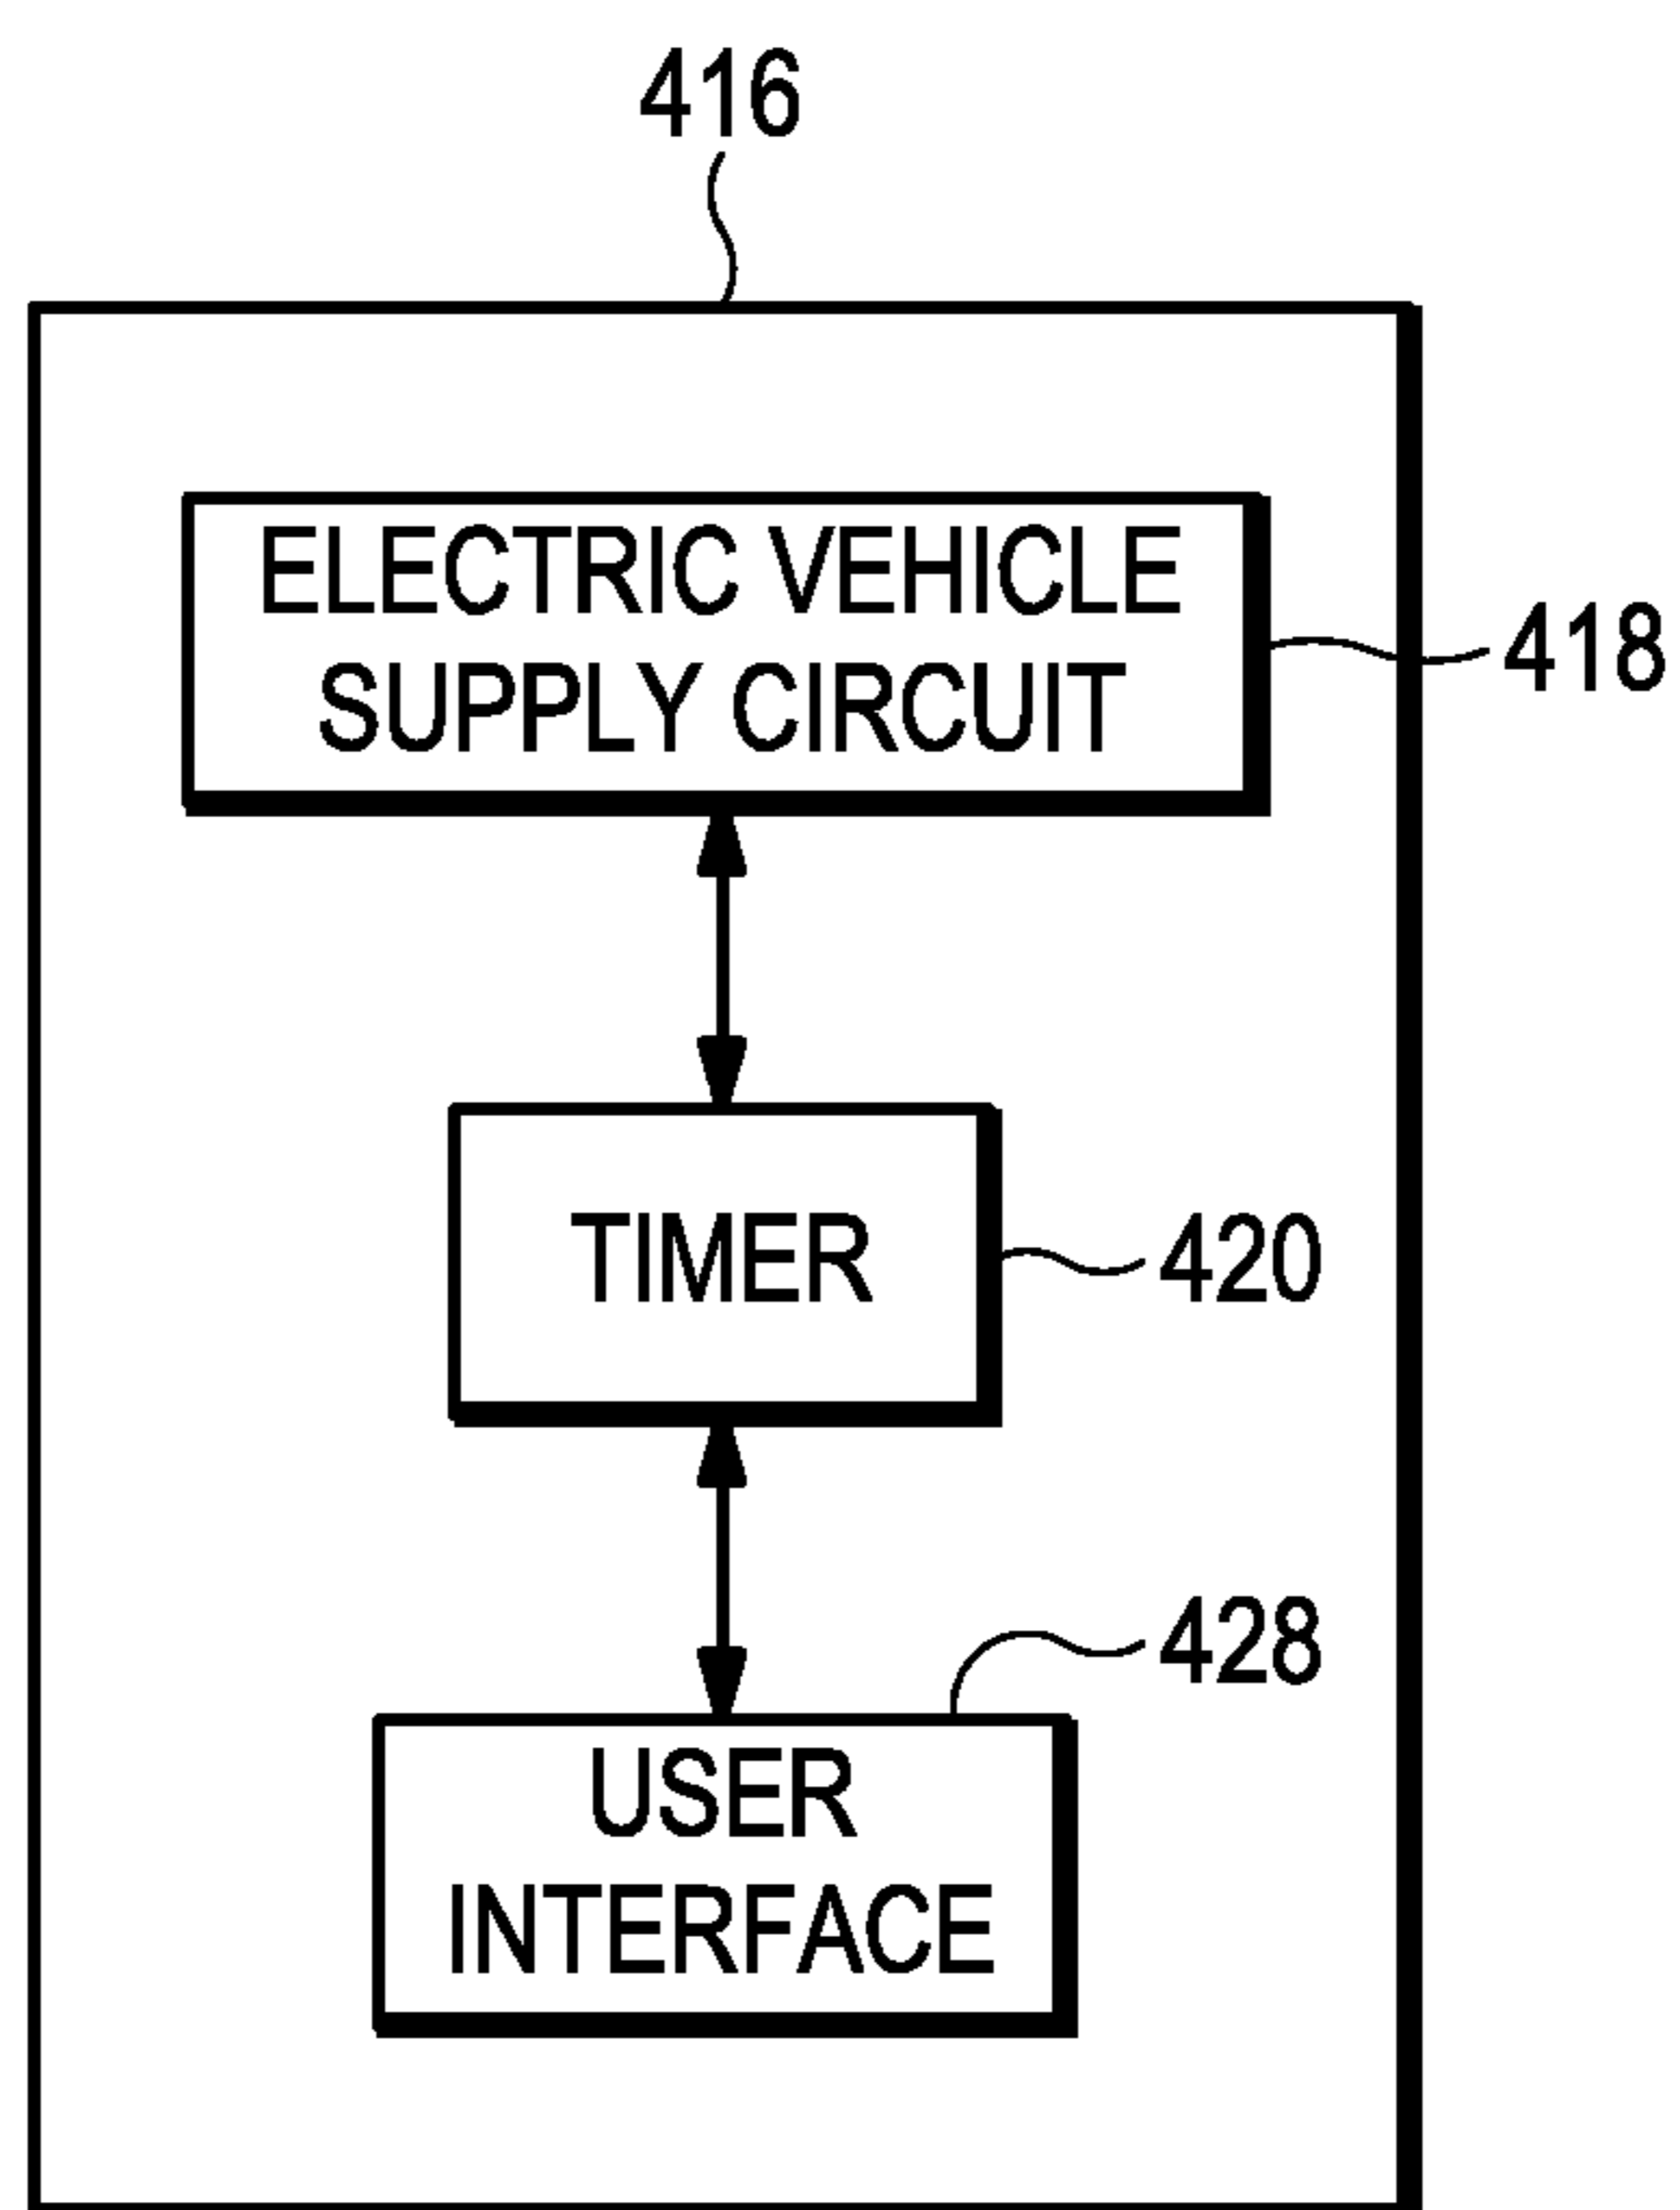 416
ELECTRIC VEHICLE
SUPPLY CIRCUIT
418
TIMER
420
428
USER
INTERFACE